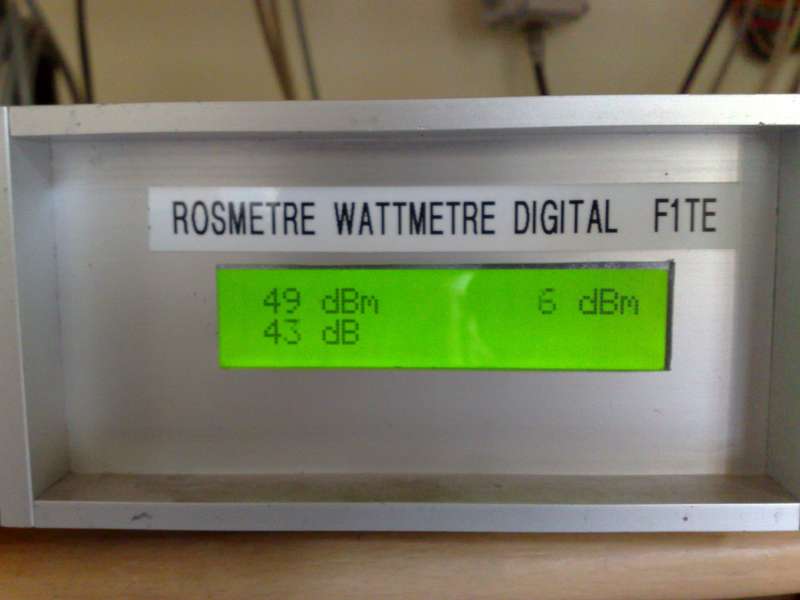 ROSMETRE WATTMETRE DIGITAL F1TE
49 dBm 6 dBm
43 dB